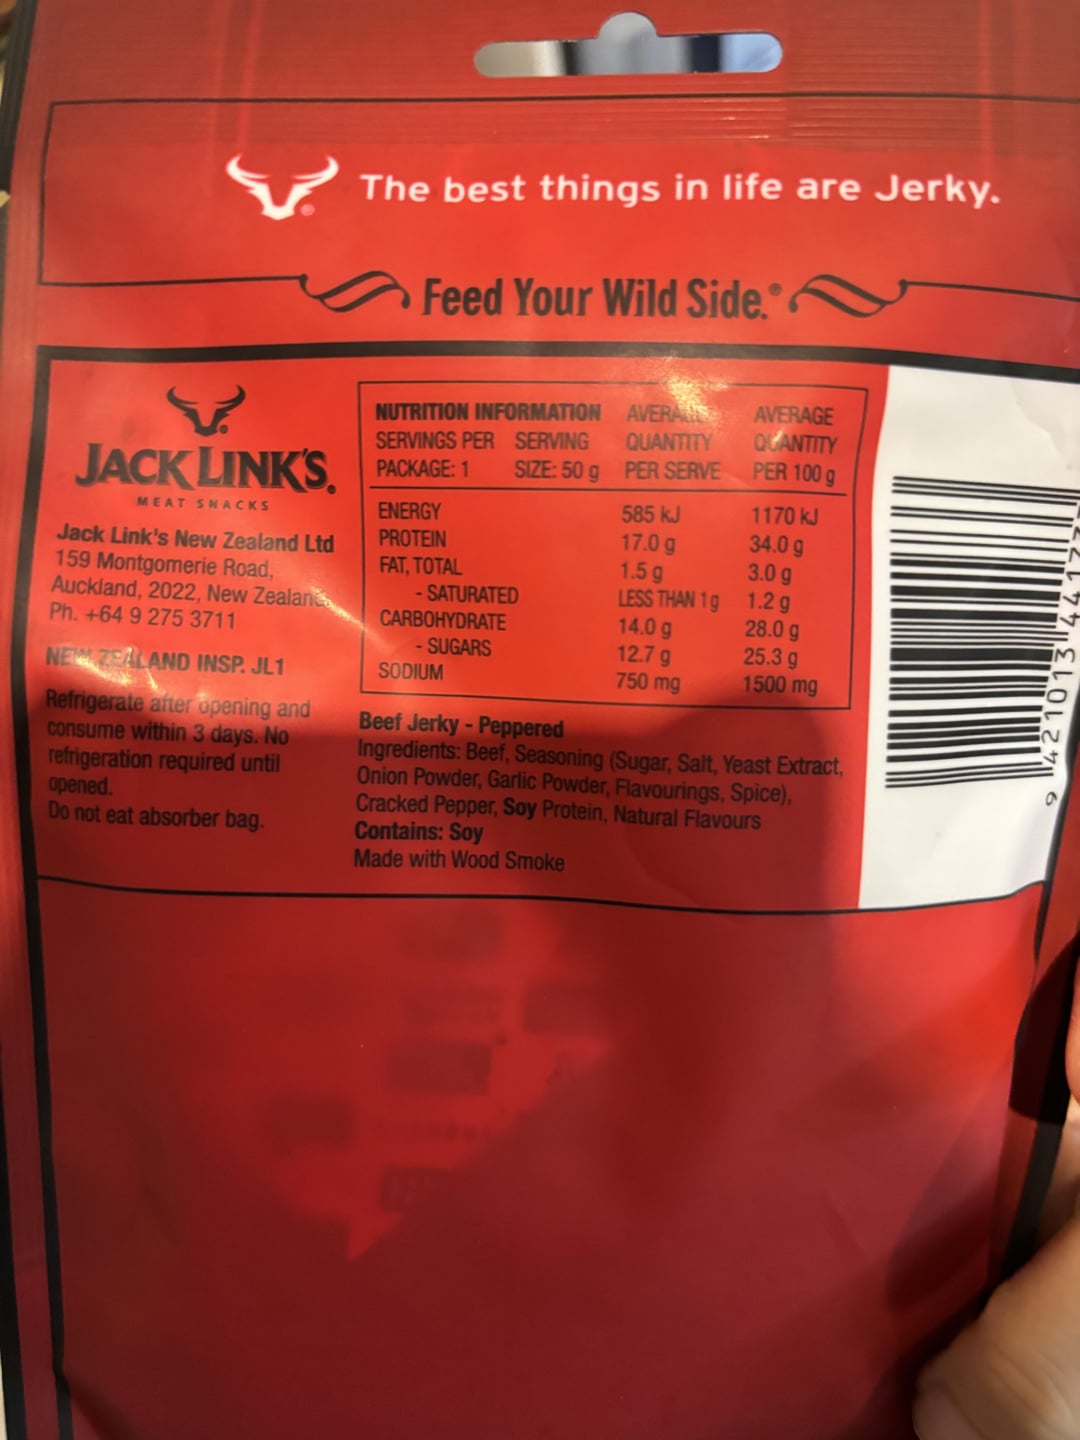 The best things in life are Jerky.
Feed Your Wild Side.®
JACK LINK'S.
MEAT SNACKS
Jack Link's New Zealand Ltd
159 Montgomerie Road,
Auckland, 2022, New Zealand.
Ph. +64 9 275 3711
NEW ZEALAND INSP. JL1
Refrigerate after opening and
consume within 3 days. No
refrigeration required until
opened.
Do not eat absorber bag.
NUTRITION INFORMATION AVERAGE AVERAGE
SERVINGS PER SERVING QUANTITY QUANTITY
PACKAGE: 1 SIZE: 50 g PER SERVE PER 100 g
ENERGY 585 kJ 1170 kJ
PROTEIN 17.0 g 34.0 g
FAT, TOTAL 1.5 g 3.0 g
- SATURATED LESS THAN 1 g 1.2 g
CARBOHYDRATE 14.0 g 28.0 g
- SUGARS 12.7 g 25.3 g
SODIUM 750 mg 1500 mg
Beef Jerky - Peppered
Ingredients: Beef, Seasoning (Sugar, Salt, Yeast Extract,
Onion Powder, Garlic Powder, Flavourings, Spice),
Cracked Pepper, Soy Protein, Natural Flavours
Contains: Soy
Made with Wood Smoke